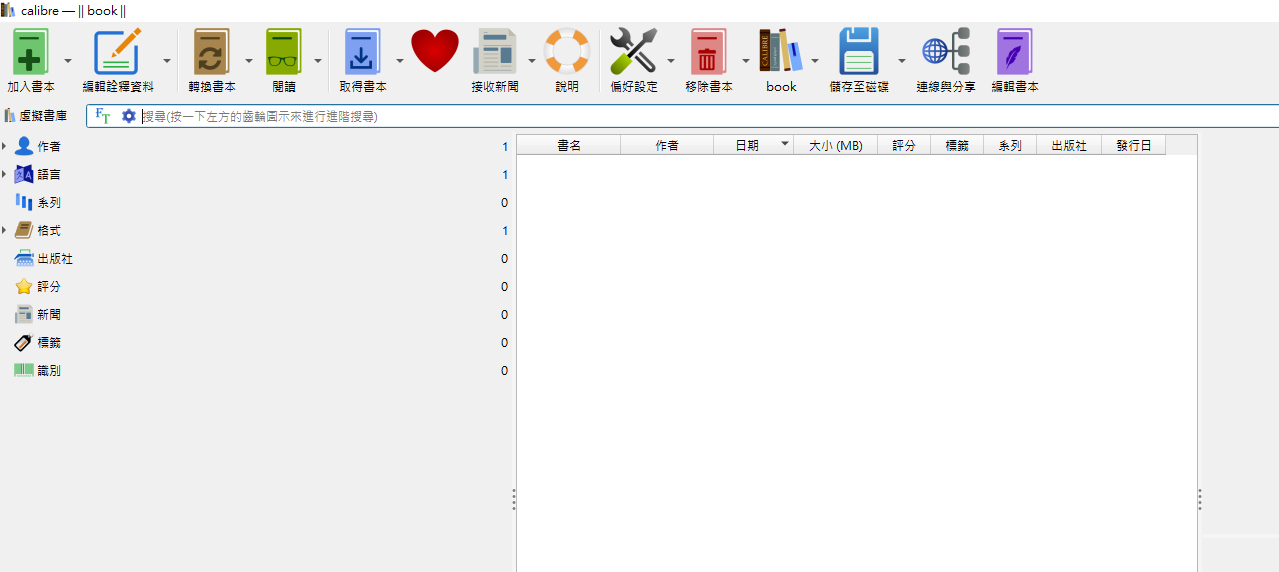 calibre — || book ||
加入書本 編輯詮釋資料 轉換書本 閱讀 取得書本 接收新聞 說明 偏好設定 移除書本 book 儲存至磁碟 連線與分享 編輯書本
虛擬書庫 FT 搜尋(按一下左方的齒輪圖示來進行進階搜尋)
書名 作者 日期 大小 (MB) 評分 標籤 系列 出版社 發行日
作者 1
語言 1
系列 0
格式 1
出版社 0
評分 0
新聞 0
標籤 0
識別 0